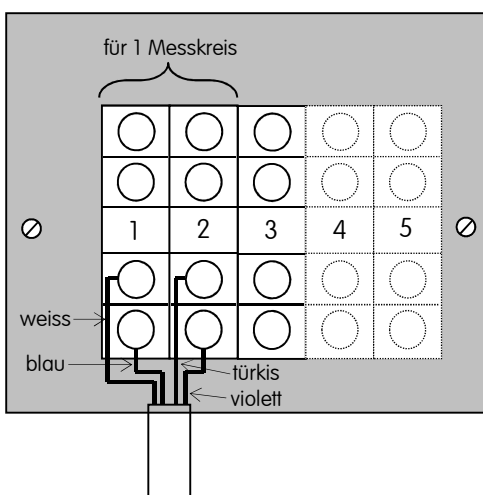 für 1 Messkreis
1 2 3 4 5
weiss
blau
türkis
violett